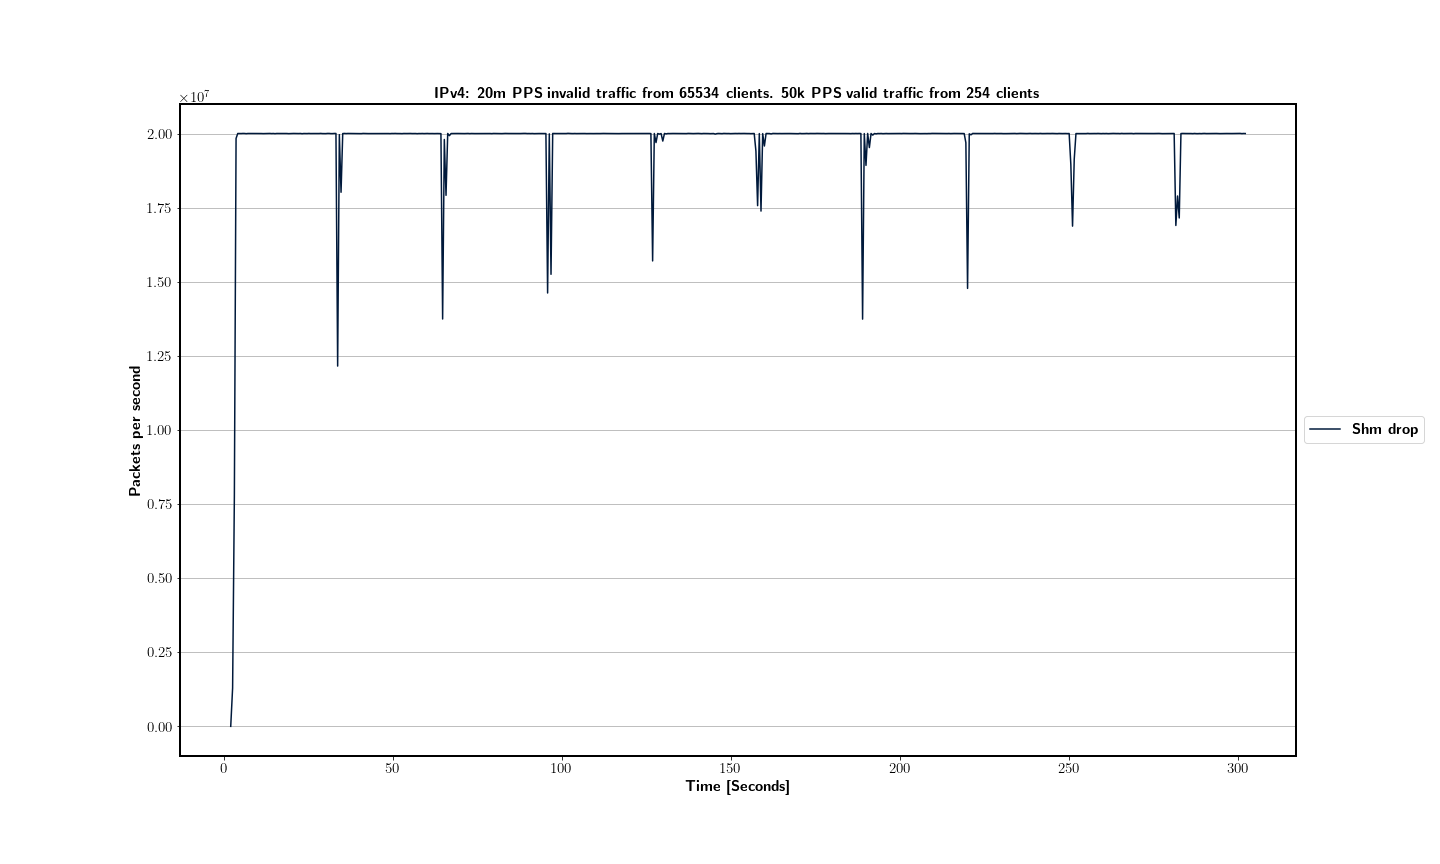 IPv4: 20m PPS invalid traffic from 65534 clients. 50k PPS valid traffic from 254 clients
×10⁷
2.00
1.75
1.50
1.25
1.00
0.75
0.50
0.25
0.00
Packets per second
0 50 100 150 200 250 300
Time [Seconds]
Shm drop